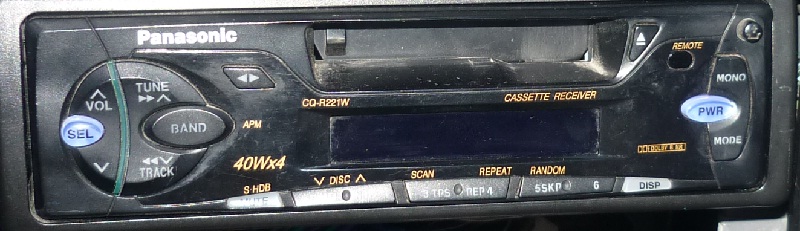 Panasonic
REMOTE
TUNE
VOL
MONO
CQ-R221W
CASSETTE RECEIVER
SEL
BAND
APM
PWR
40Wx4
MODE
TRACK
S·HDB
DISC
SCAN
REPEAT
RANDOM
MUTE
3 TPS
REP 4
5SKP
6
DISP